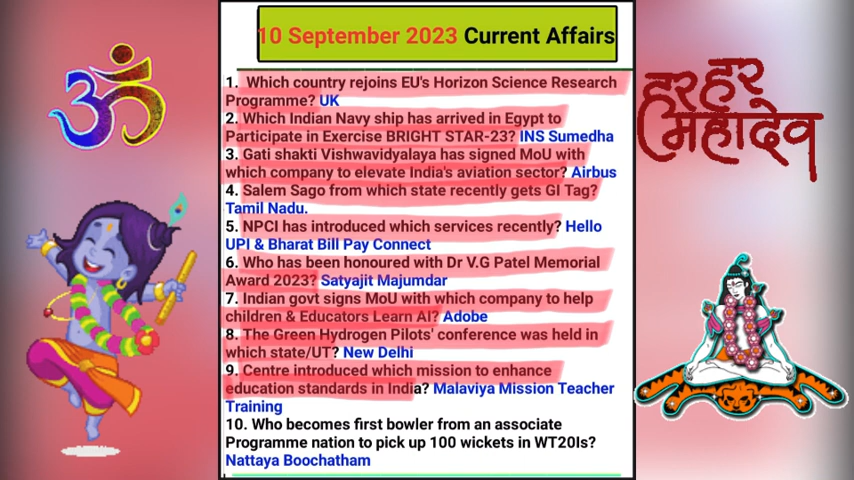 10 September 2023 Current Affairs
1. Which country rejoins EU's Horizon Science Research
Programme? UK
2. Which Indian Navy ship has arrived in Egypt to
Participate in Exercise BRIGHT STAR-23? INS Sumedha
3. Gati shakti Vishwavidyalaya has signed MoU with
which company to elevate India's aviation sector? Airbus
4. Salem Sago from which state recently gets GI Tag?
Tamil Nadu.
5. NPCI has introduced which services recently? Hello
UPI & Bharat Bill Pay Connect
6. Who has been honoured with Dr V.G Patel Memorial
Award 2023? Satyajit Majumdar
7. Indian govt signs MoU with which company to help
children & Educators Learn AI? Adobe
8. The Green Hydrogen Pilots' conference was held in
which state/UT? New Delhi
9. Centre introduced which mission to enhance
education standards in India? Malaviya Mission Teacher
Training
10. Who becomes first bowler from an associate
Programme nation to pick up 100 wickets in WT20Is?
Nattaya Boochatham
ॐ
हर हर
महादेव